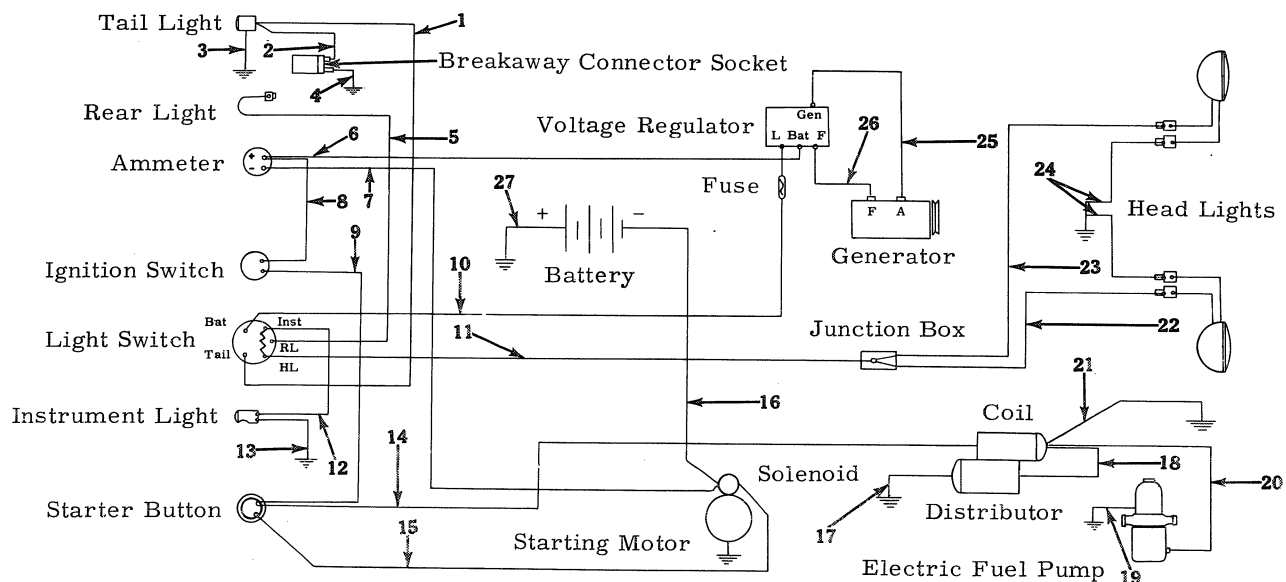 Tail Light
1
3
2
Breakaway Connector Socket
4
Rear Light
5
6
Ammeter
+
-
7
8
Voltage Regulator
Gen
L Bat F
26
25
Fuse
F A
Generator
24
Head Lights
27
+ -
Battery
9
Ignition Switch
10
23
Bat
Inst
Light Switch
RL
Tail
HL
11
Junction Box
22
21
Instrument Light
13
12
14
16
Coil
Solenoid
18
20
Starter Button
15
Starting Motor
17
Distributor
19
Electric Fuel Pump